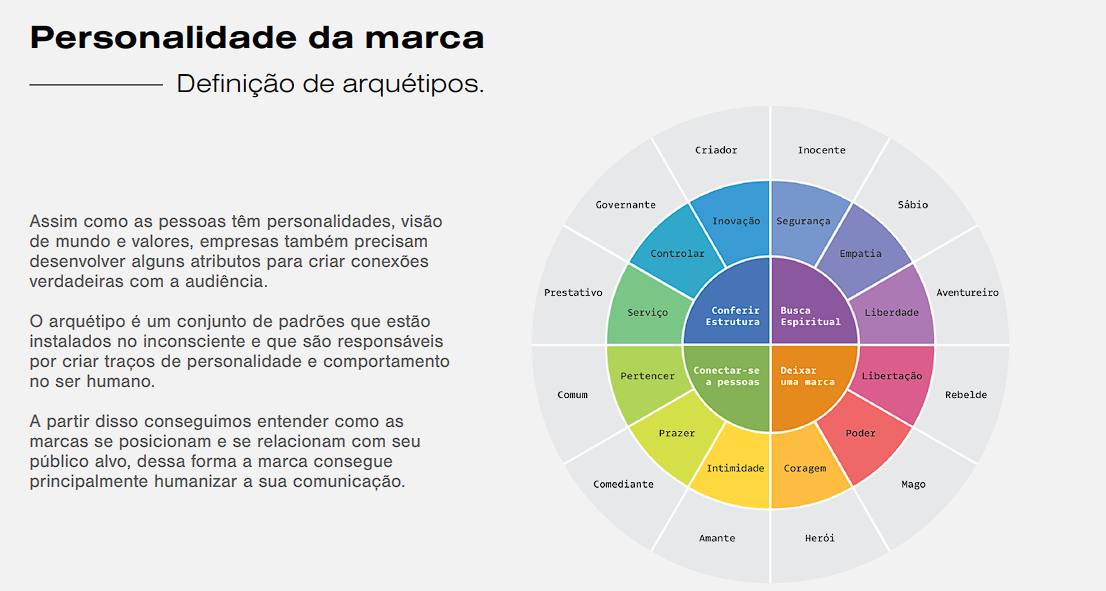 Personalidade da marca
Definição de arquétipos.
Assim como as pessoas têm personalidades, visão
de mundo e valores, empresas também precisam
desenvolver alguns atributos para criar conexões
verdadeiras com a audiência.
O arquétipo é um conjunto de padrões que estão
instalados no inconsciente e que são responsáveis
por criar traços de personalidade e comportamento
no ser humano.
A partir disso conseguimos entender como as
marcas se posicionam e se relacionam com seu
público alvo, dessa forma a marca consegue
principalmente humanizar a sua comunicação.
Criador
Inocente
Governante
Sábio
Inovação
Segurança
Controlar
Empatia
Prestativo
Aventureiro
Serviço
Conferir
Estrutura
Busca
Espiritual
Liberdade
Pertencer
Conectar-se
a pessoas
Deixar
uma marca
Libertação
Comum
Rebelde
Prazer
Poder
Intimidade
Coragem
Comediante
Mago
Amante
Herói